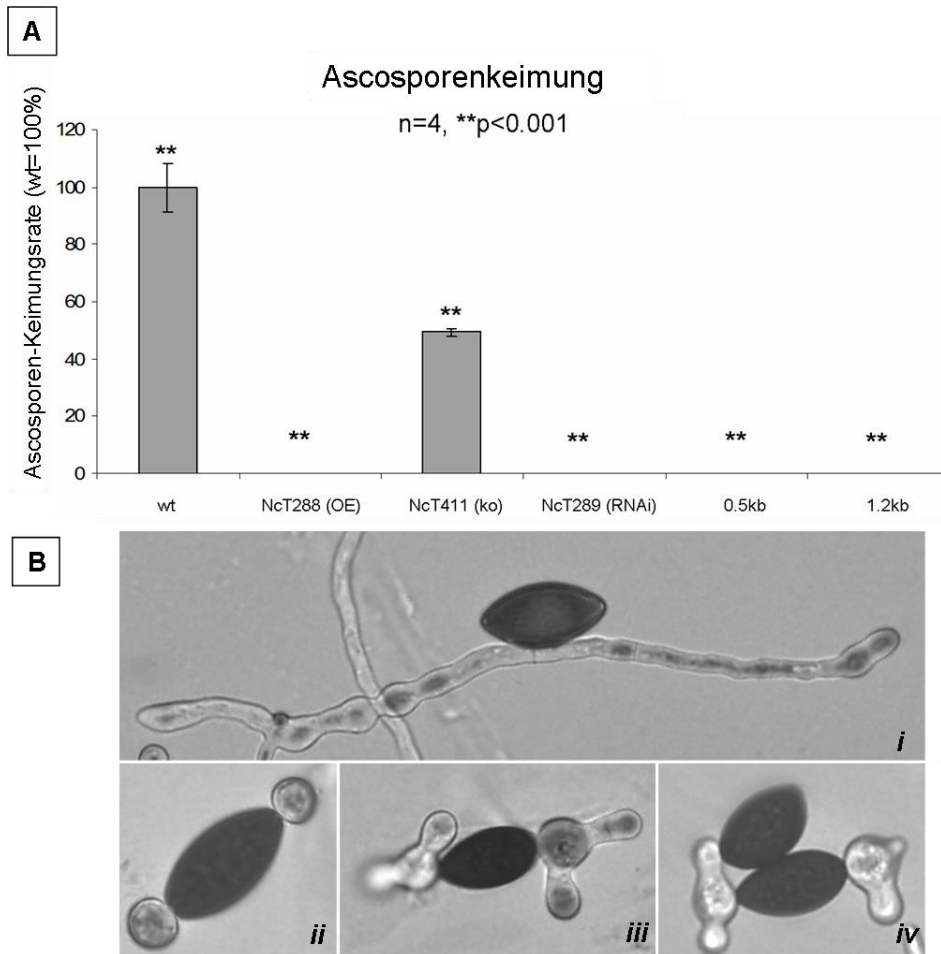 A
Ascosporenkeimung
n=4, **p<0.001
Ascosporen-Keimungsrate (wt=100%)
120
100
80
60
40
20
0
**
**
**
**
**
**
wt
NcT288 (OE)
NcT411 (ko)
NcT289 (RNAi)
0.5kb
1.2kb
B
i
ii
iii
iv